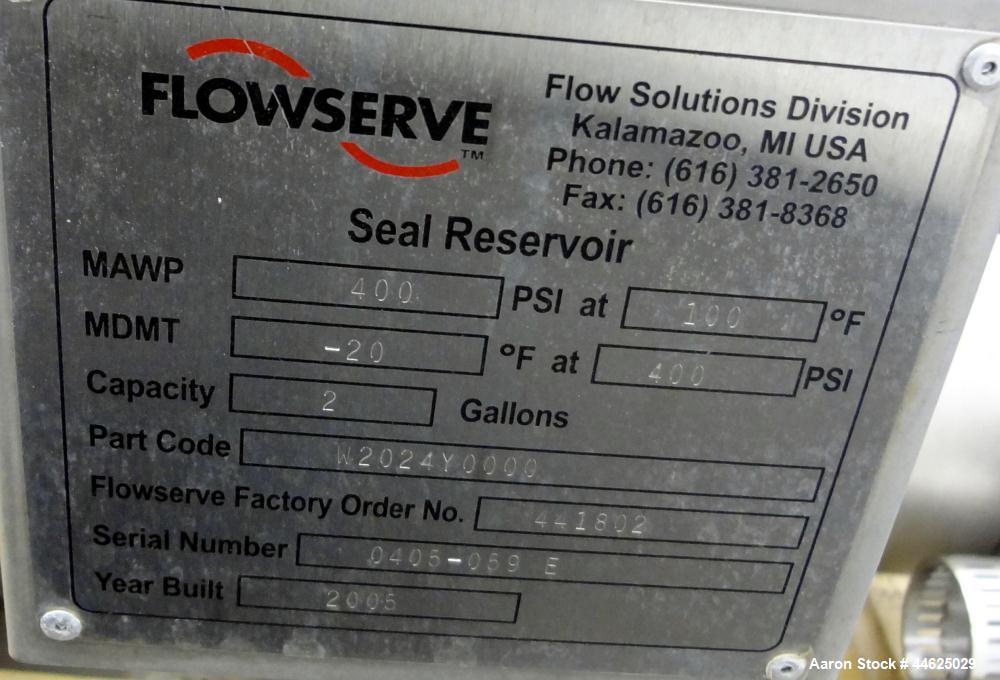 FLOWSERVE™
Flow Solutions Division
Kalamazoo, MI USA
Phone: (616) 381-2650
Fax: (616) 381-8368
Seal Reservoir
MAWP 400 PSI at 100 °F
MDMT -20 °F at 400 PSI
Capacity 2 Gallons
Part Code W2024Y0000
Flowserve Factory Order No. 441802
Serial Number 0405-059 E
Year Built 2005
Aaron Stock # 44625029